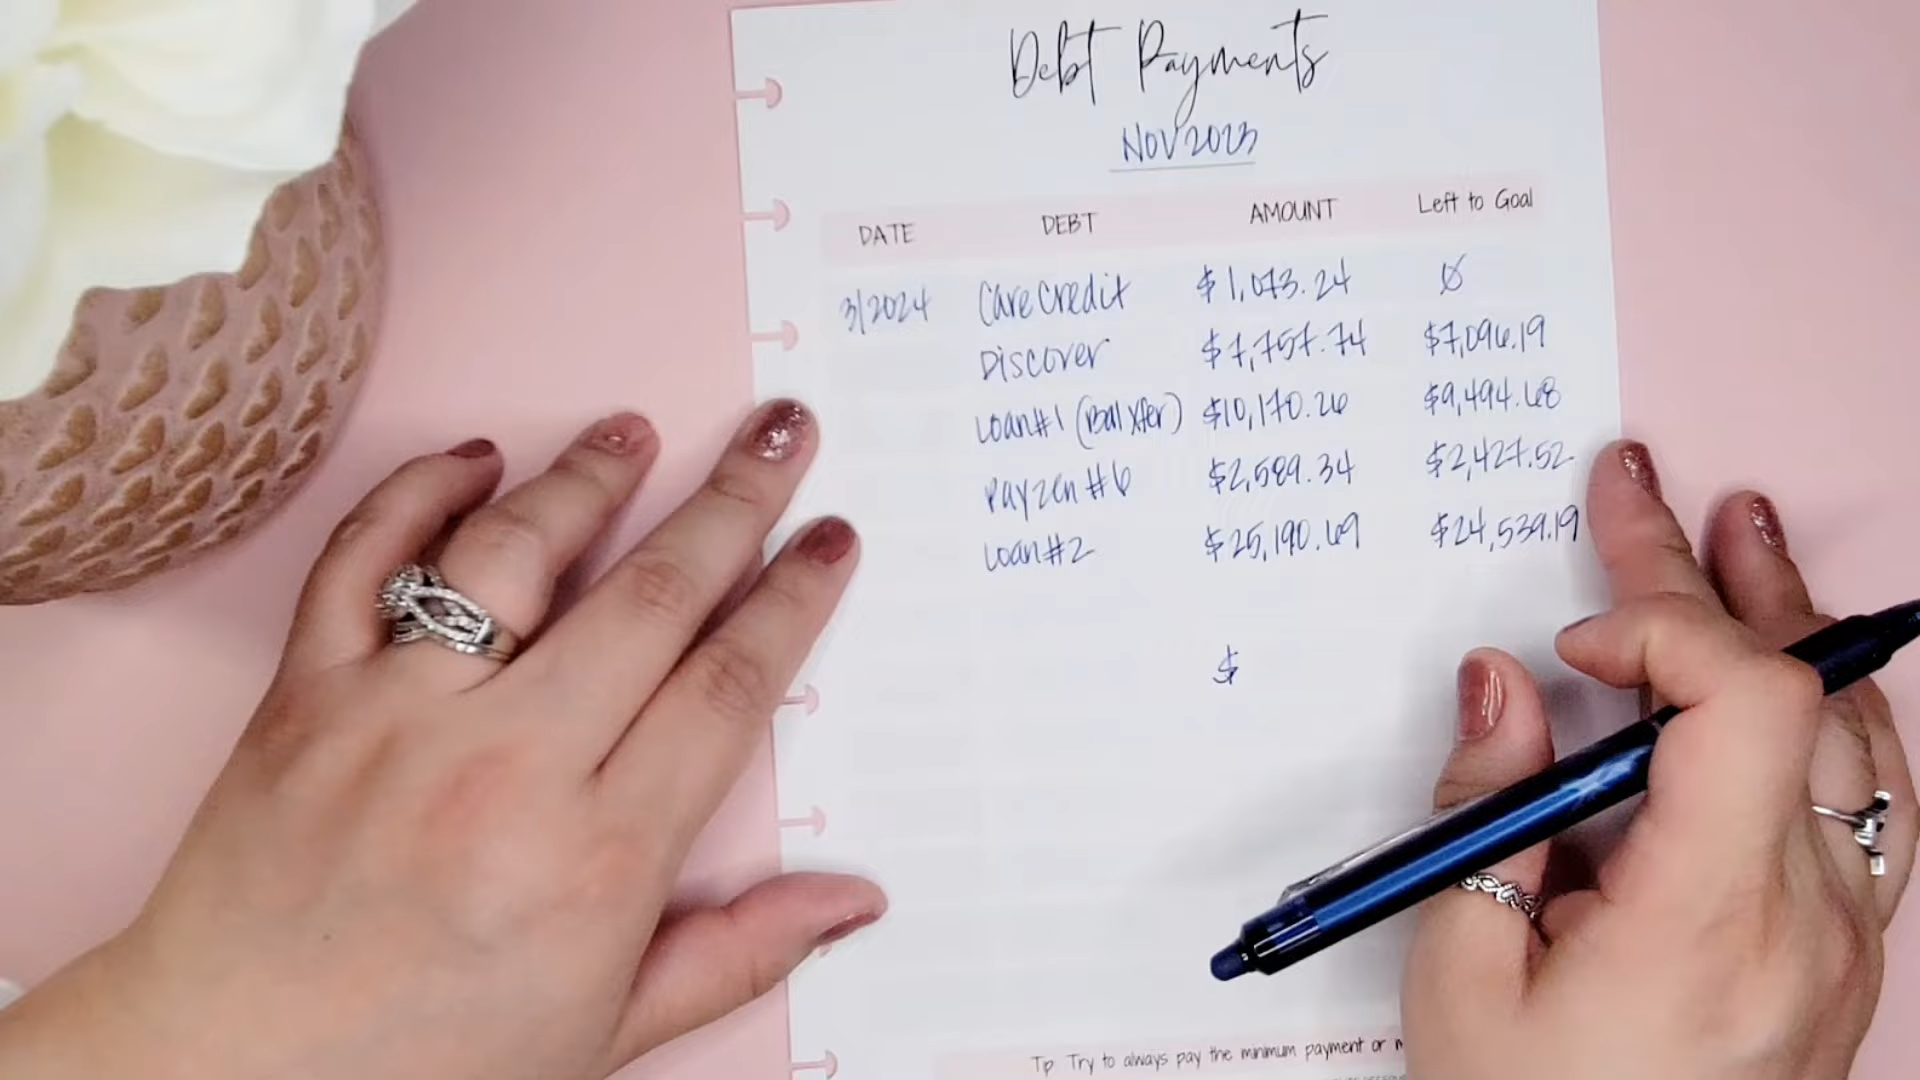 Debt Payments
NOV 2023
DATE DEBT AMOUNT Left to Goal
3/2024 Care Credit $1,073.24 Ø
Discover $7,757.74 $7,096.19
Loan #1 (Bal Xfer) $10,170.26 $9,494.68
Payzen #6 $2,589.34 $2,427.52
Loan #2 $25,190.69 $24,539.19
$
Tip Try to always pay the minimum payment or